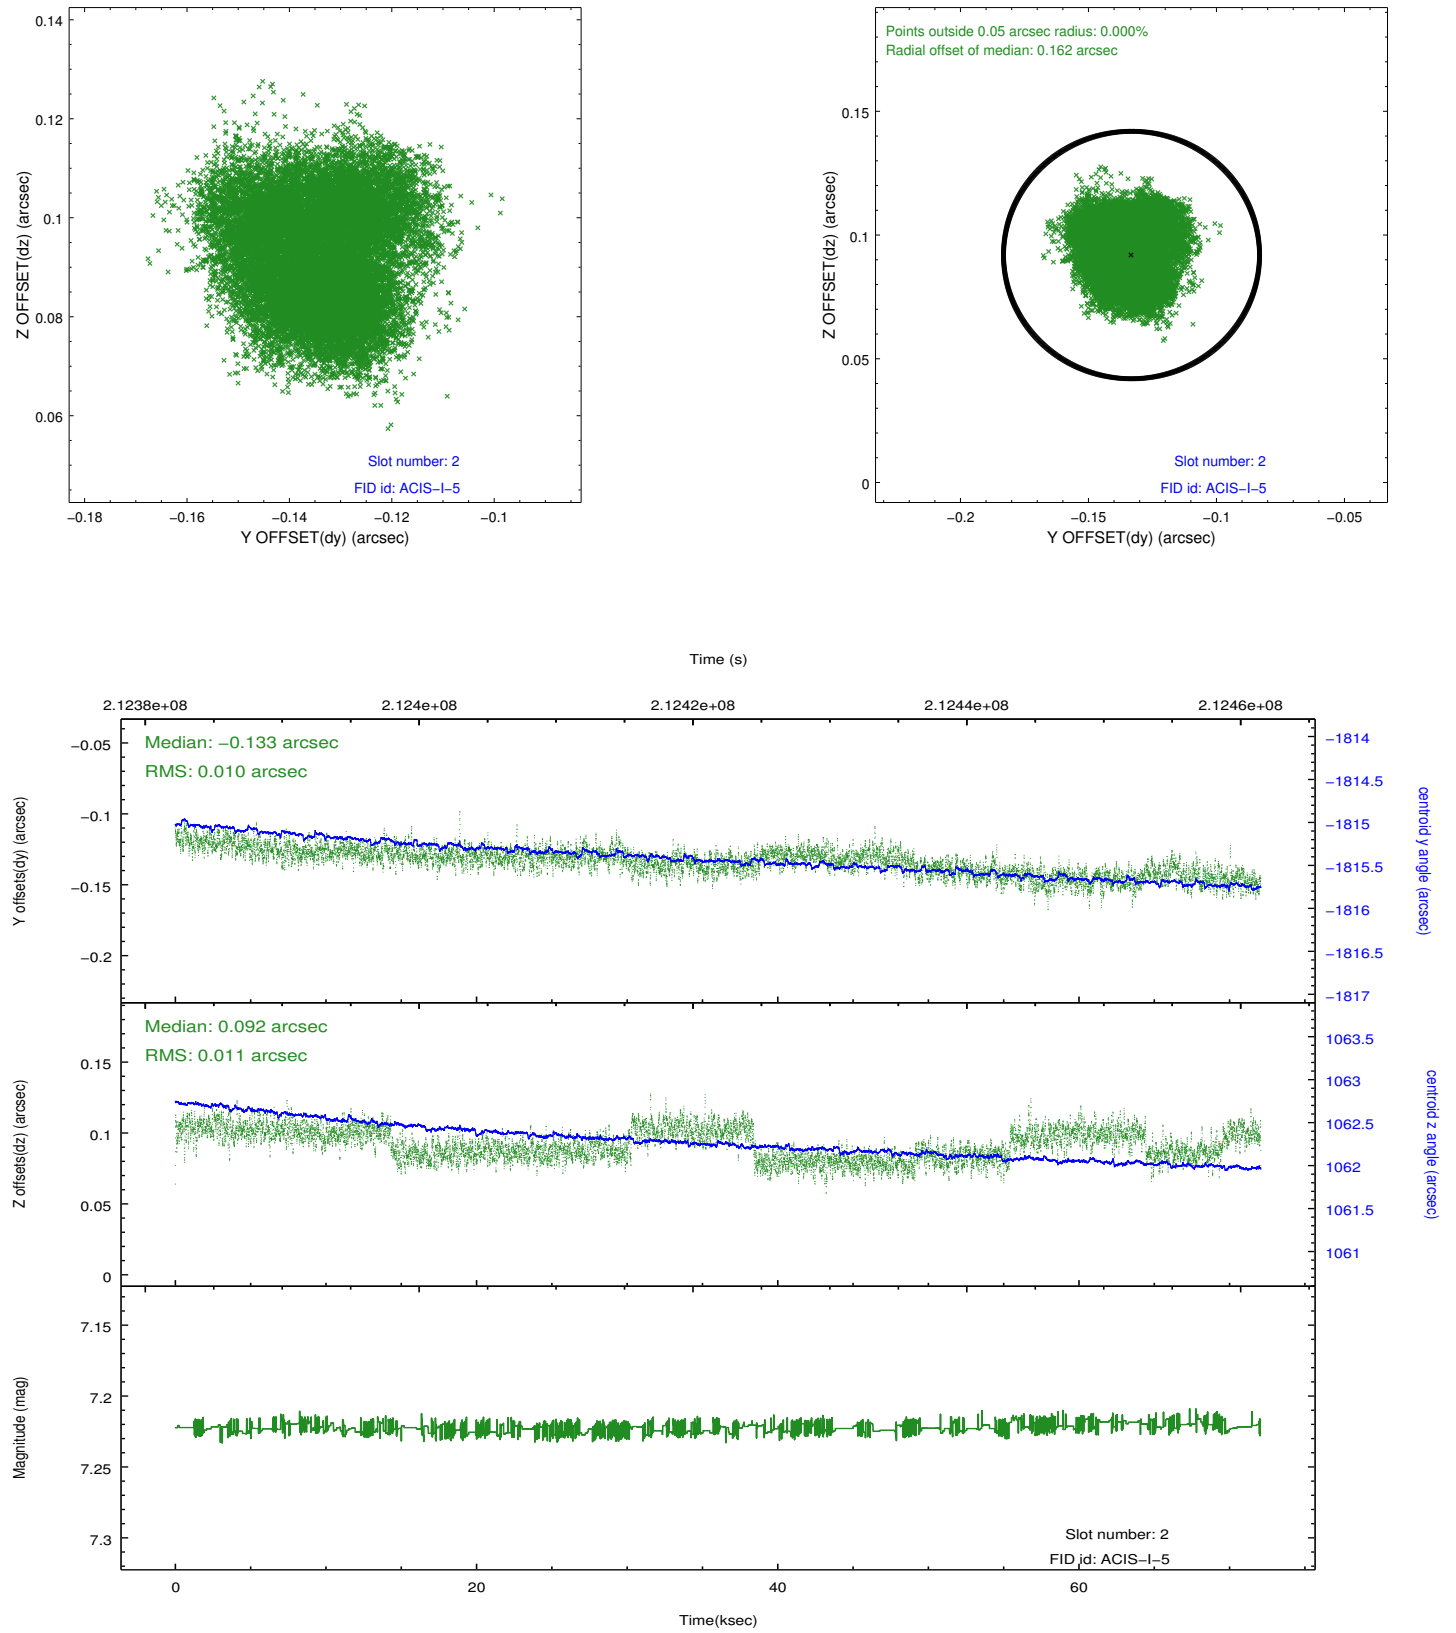 0.14
0.12
0.1
0.08
0.06
Z OFFSET(dz) (arcsec)
−0.18
−0.16
−0.14
−0.12
−0.1
Y OFFSET(dy) (arcsec)
Slot number: 2
FID id: ACIS−I−5
Points outside 0.05 arcsec radius: 0.000%
Radial offset of median: 0.162 arcsec
0.15
0.1
0.05
0
Z OFFSET(dz) (arcsec)
−0.2
−0.15
−0.1
−0.05
Y OFFSET(dy) (arcsec)
Slot number: 2
FID id: ACIS−I−5
Time (s)
2.1238e+08
2.124e+08
2.1242e+08
2.1244e+08
2.1246e+08
Median: −0.133 arcsec
RMS: 0.010 arcsec
−0.05
−0.1
−0.15
−0.2
Y offsets(dy) (arcsec)
−1814
−1814.5
−1815
−1815.5
−1816
−1816.5
−1817
centroid y angle (arcsec)
Median: 0.092 arcsec
RMS: 0.011 arcsec
0.15
0.1
0.05
0
Z offsets(dz) (arcsec)
1063.5
1063
1062.5
1062
1061.5
1061
centroid z angle (arcsec)
7.15
7.2
7.25
7.3
Magnitude (mag)
Slot number: 2
FID id: ACIS−I−5
0
20
40
60
Time(ksec)